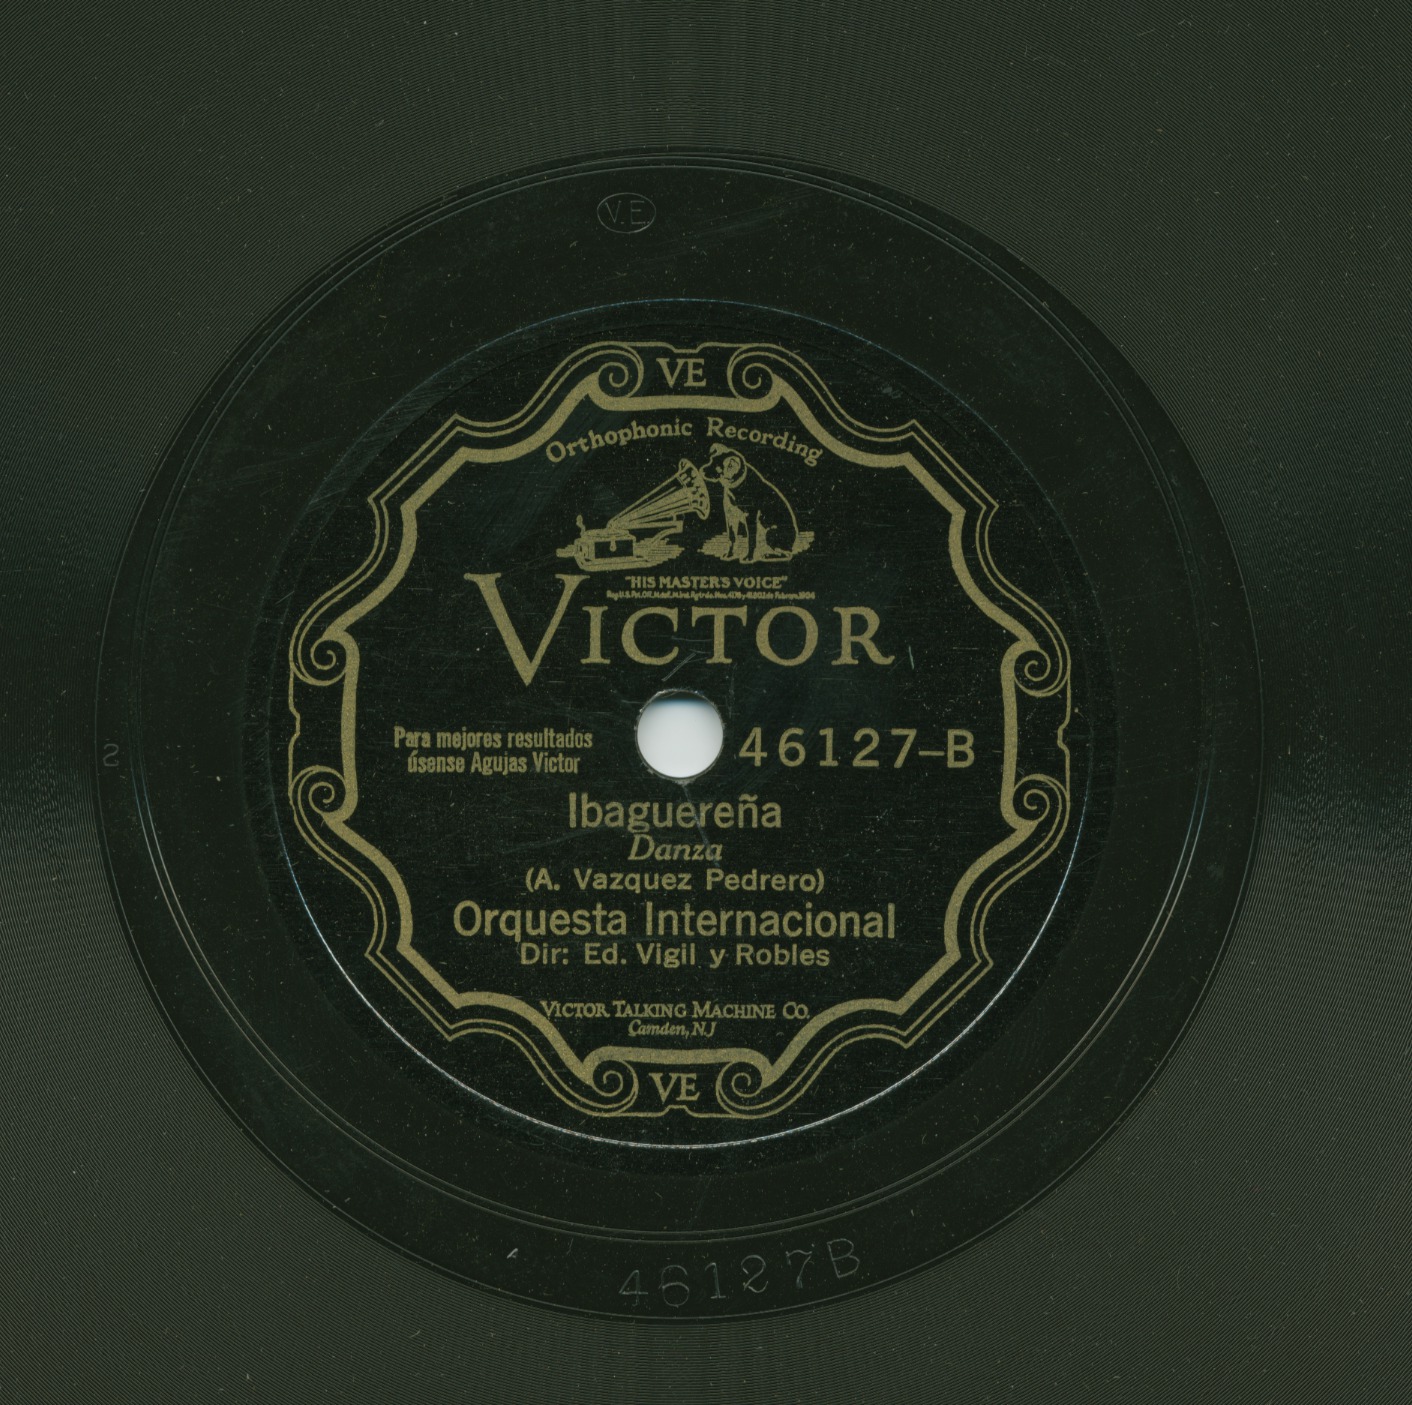 V.E.
VE
Orthophonic Recording
"HIS MASTER'S VOICE"
VICTOR
Para mejores resultados
úsense Agujas Victor
46127-B
Ibaguereña
Danza
(A. Vazquez Pedrero)
Orquesta Internacional
Dir: Ed. Vigil y Robles
VICTOR TALKING MACHINE CO.
Camden, N.J
VE
2
46127B